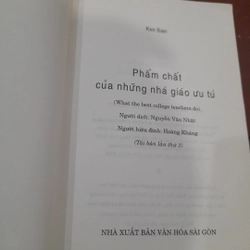 Ken Bain
Phẩm chất
của những nhà giáo ưu tú
(What the best college teachers do)
Người dịch: Nguyễn Văn Nhật
Người hiệu đính: Hoàng Kháng
(Tái bản lần thứ 1)
NHÀ XUẤT BẢN VĂN HÓA SÀI GÒN